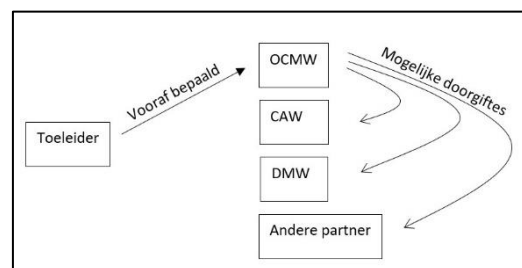 OCMW
Mogelijke doorgiftes
Vooraf bepaald
CAW
Toeleider
DMW
Andere partner